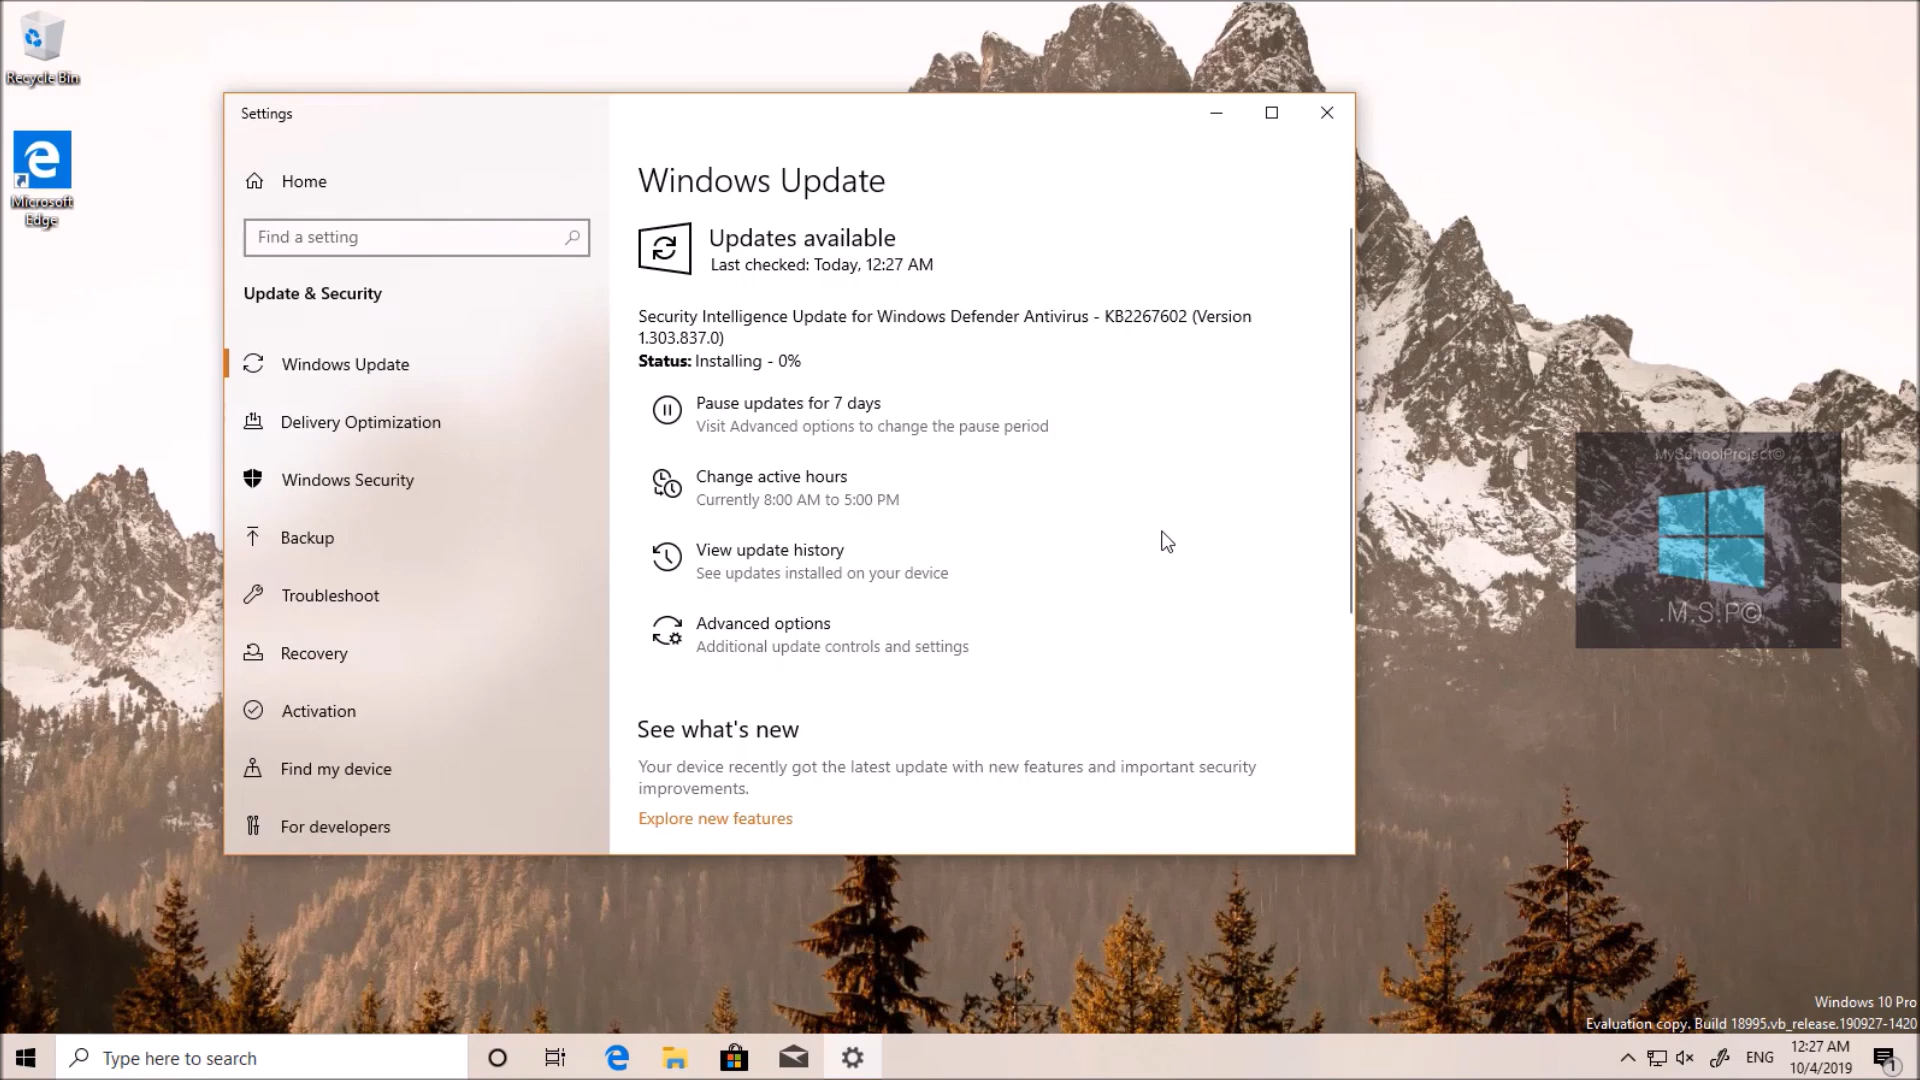 Recycle Bin
Microsoft
Edge
Settings
Home
Find a setting
Update & Security
Windows Update
Delivery Optimization
Windows Security
Backup
Troubleshoot
Recovery
Activation
Find my device
For developers
Windows Update
Updates available
Last checked: Today, 12:27 AM
Security Intelligence Update for Windows Defender Antivirus - KB2267602 (Version
1.303.837.0)
Status: Installing - 0%
Pause updates for 7 days
Visit Advanced options to change the pause period
Change active hours
Currently 8:00 AM to 5:00 PM
View update history
See updates installed on your device
Advanced options
Additional update controls and settings
See what's new
Your device recently got the latest update with new features and important security
improvements.
Explore new features
MySchoolProject©
.M.S.P©
Windows 10 Pro
Evaluation copy. Build 18995.vb_release.190927-1420
Type here to search
ENG
12:27 AM
10/4/2019
1